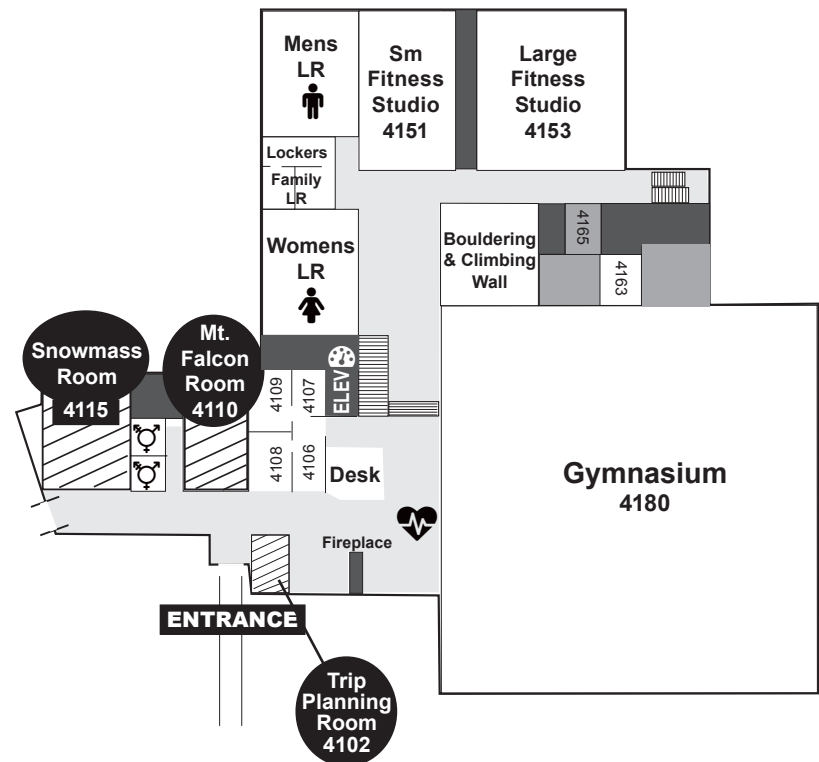 Mens
LR
Sm
Fitness
Studio
4151
Large
Fitness
Studio
4153
Lockers
Family
LR
Womens
LR
Bouldering
& Climbing
Wall
4165
4163
Snowmass
Room
4115
Mt.
Falcon
Room
4110
4109
4107
ELEV
4108
4106
Desk
Gymnasium
4180
Fireplace
ENTRANCE
Trip
Planning
Room
4102